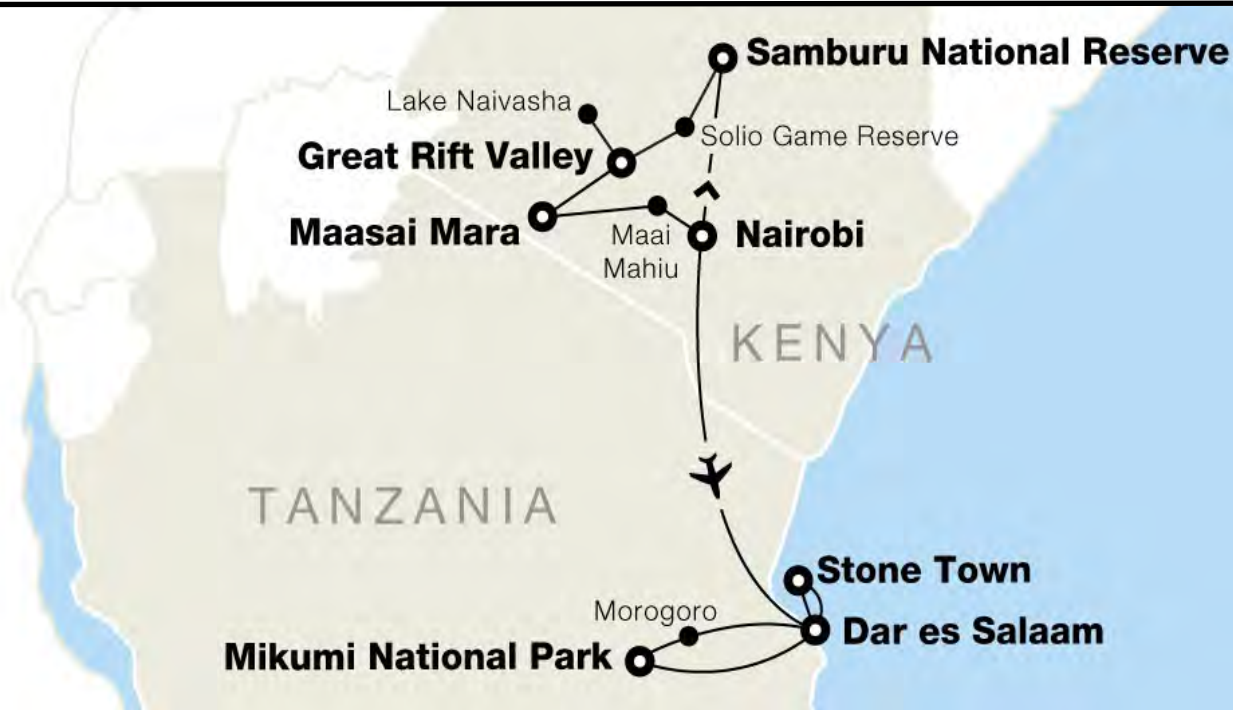 Samburu National Reserve
Lake Naivasha
Solio Game Reserve
Great Rift Valley
Maasai Mara
Maai
Mahiu
Nairobi
KENYA
TANZANIA
Stone Town
Morogoro
Dar es Salaam
Mikumi National Park